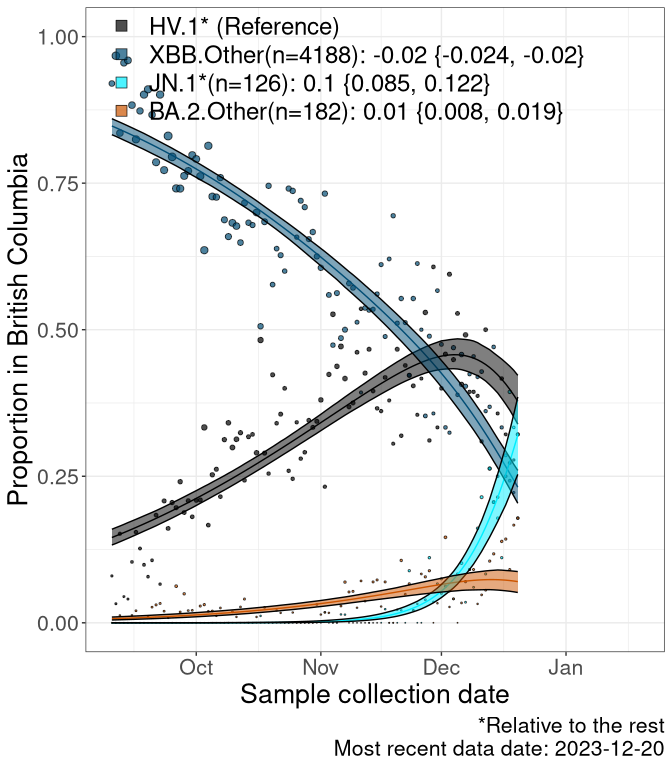 HV.1* (Reference)
XBB.Other(n=4188): -0.02 {-0.024, -0.02}
JN.1*(n=126): 0.1 {0.085, 0.122}
BA.2.Other(n=182): 0.01 {0.008, 0.019}
Proportion in British Columbia
1.00
0.75
0.50
0.25
0.00
Oct Nov Dec Jan
Sample collection date
*Relative to the rest
Most recent data date: 2023-12-20